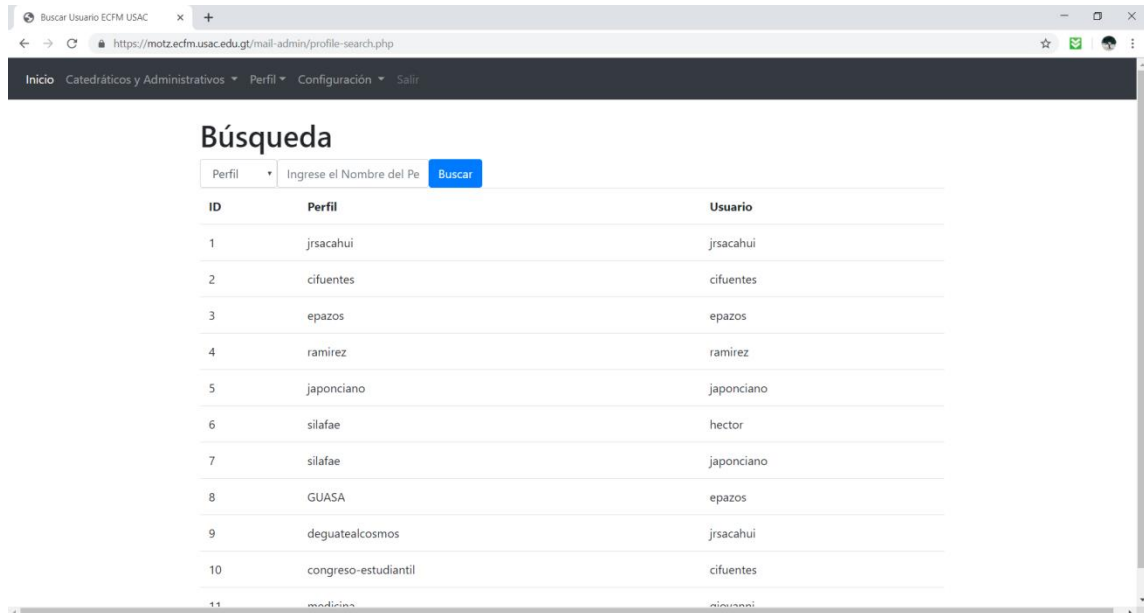 Buscar Usuario ECFM USAC
https://motz.ecfm.usac.edu.gt/mail-admin/profile-search.php
Inicio Catedráticos y Administrativos Perfil Configuración Salir
Búsqueda
Perfil Ingrese el Nombre del Pe Buscar
ID Perfil Usuario
1 jrsacahui jrsacahui
2 cifuentes cifuentes
3 epazos epazos
4 ramirez ramirez
5 japonciano japonciano
6 silafae hector
7 silafae japonciano
8 GUASA epazos
9 deguatealcosmos jrsacahui
10 congreso-estudiantil cifuentes
11 medicina giovanni